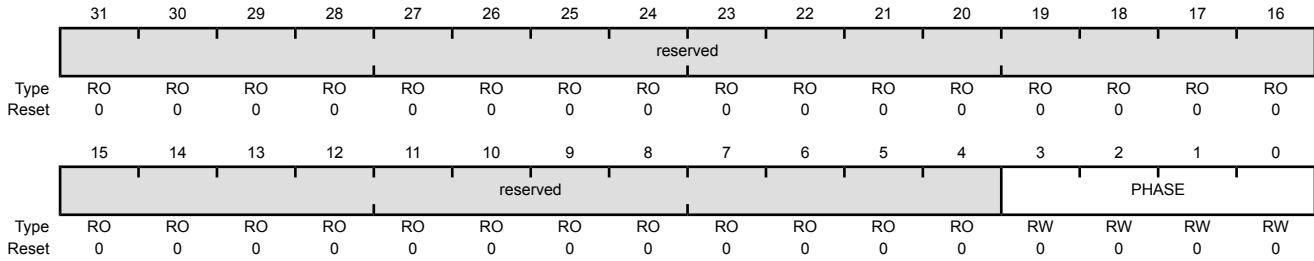 31 30 29 28 27 26 25 24 23 22 21 20 19 18 17 16
reserved
Type RO RO RO RO RO RO RO RO RO RO RO RO RO RO RO RO
Reset 0 0 0 0 0 0 0 0 0 0 0 0 0 0 0 0
15 14 13 12 11 10 9 8 7 6 5 4 3 2 1 0
reserved PHASE
Type RO RO RO RO RO RO RO RO RO RO RO RO RW RW RW RW
Reset 0 0 0 0 0 0 0 0 0 0 0 0 0 0 0 0